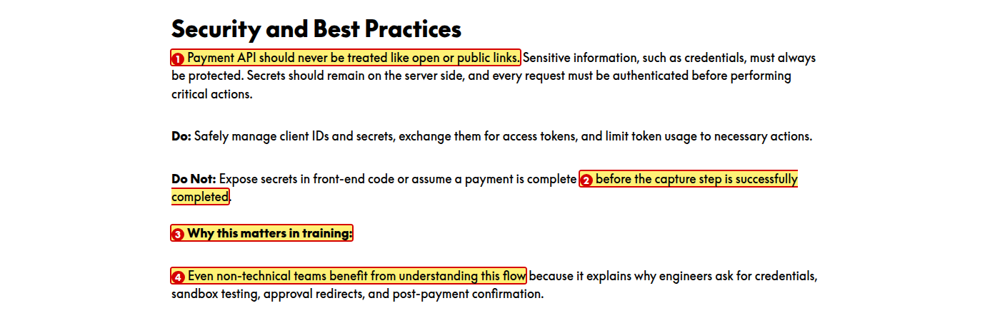 Security and Best Practices
1 Payment API should never be treated like open or public links. Sensitive information, such as credentials, must always
be protected. Secrets should remain on the server side, and every request must be authenticated before performing
critical actions.
Do: Safely manage client IDs and secrets, exchange them for access tokens, and limit token usage to necessary actions.
Do Not: Expose secrets in front-end code or assume a payment is complete 2 before the capture step is successfully
completed.
3 Why this matters in training:
4 Even non-technical teams benefit from understanding this flow because it explains why engineers ask for credentials,
sandbox testing, approval redirects, and post-payment confirmation.